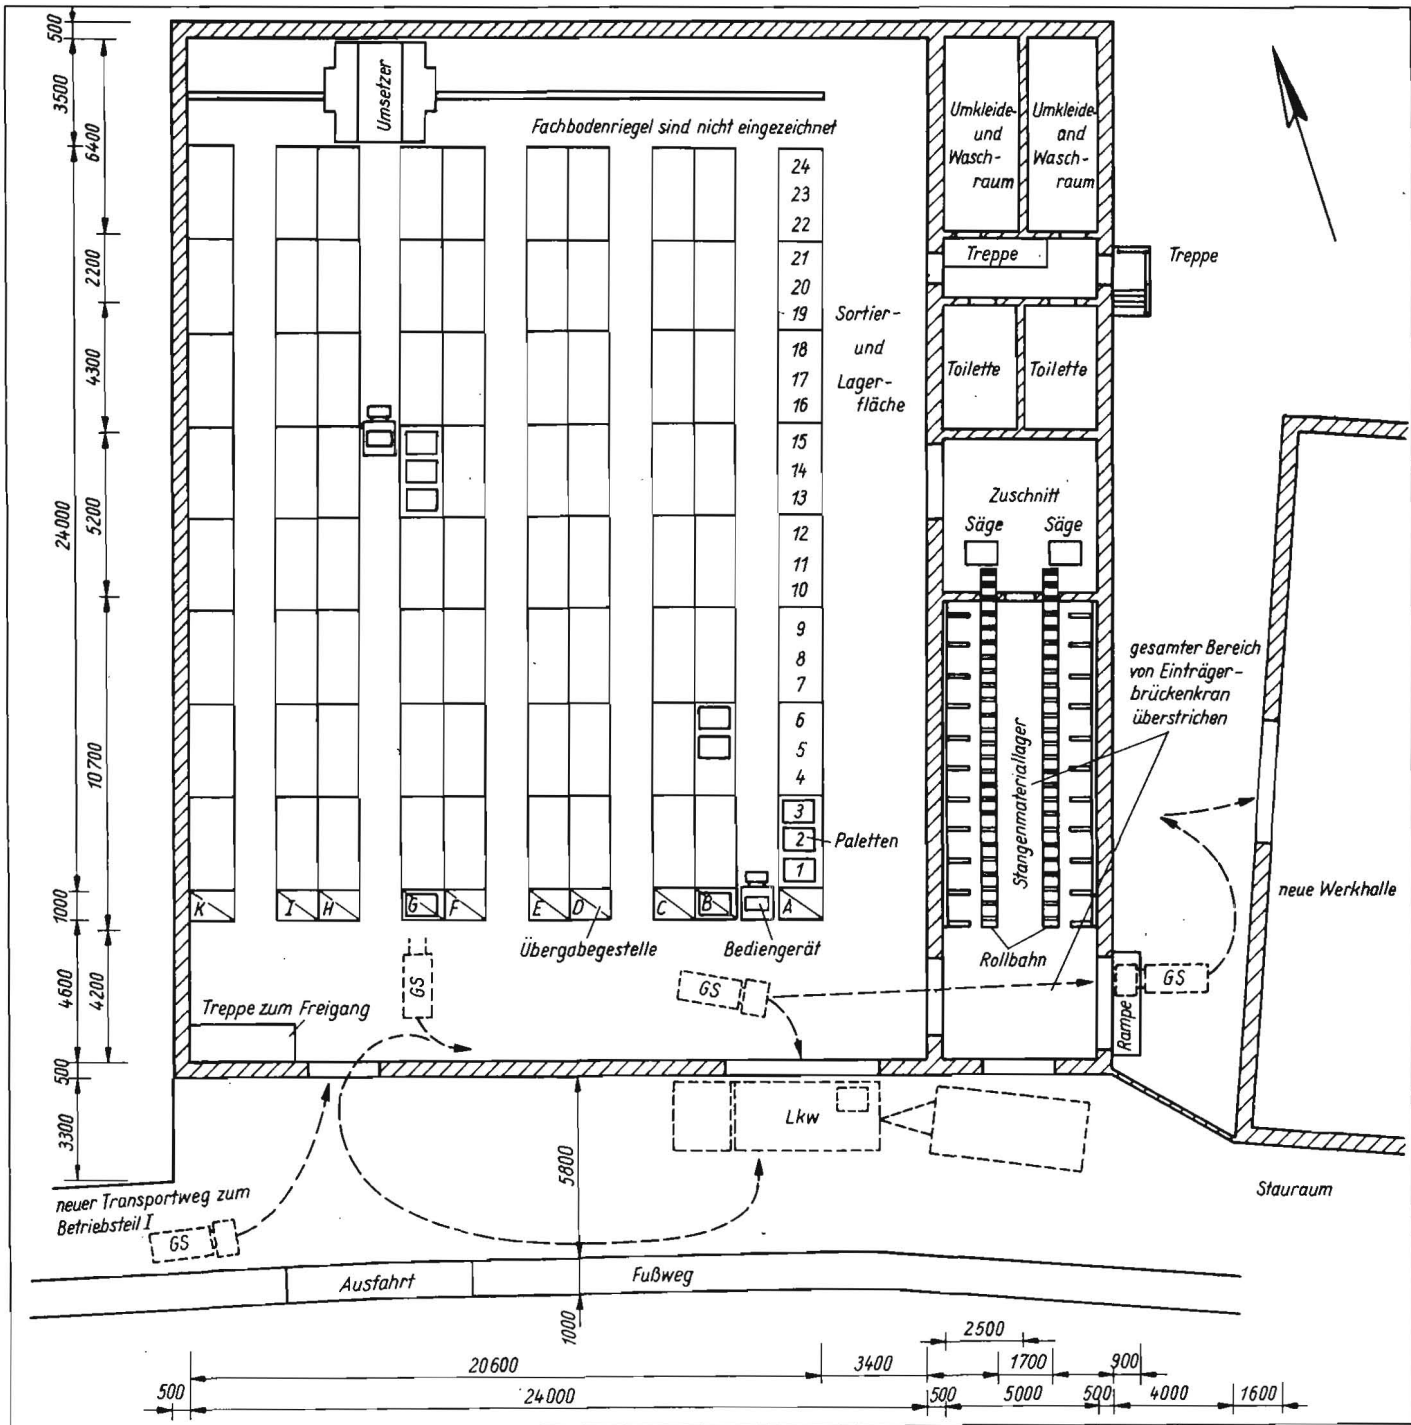 500
3500
6400
Umsetzer
Fachbodenriegel sind nicht eingezeichnet
Umkleide-
und
Wasch-
raum
Umkleide-
and
Wasch-
raum
24
23
22
21
20
19
18
17
16
15
14
13
12
11
10
9
8
7
6
5
4
3
2
1
Sortier-
und
Lager-
fläche
Treppe
Treppe
Toilette
Toilette
2200
4300
24000
5200
10700
1000
4600
4200
500
3300
Zuschnitt
Säge
Säge
Stangenmateriallager
gesamter Bereich
von Einträger-
brückenkran
überstrichen
Paletten
neue Werkhalle
K
I
H
G
F
E
D
C
B
A
Übergabegestelle
Bediengerät
Rollbahn
GS
GS
GS
Rampe
Treppe zum Freigang
Lkw
5800
neuer Transportweg zum
Betriebsteil I
GS
Stauraum
Ausfahrt
Fußweg
1000
2500
20600
3400
1700
900
500
24000
500
5000
500
4000
1600